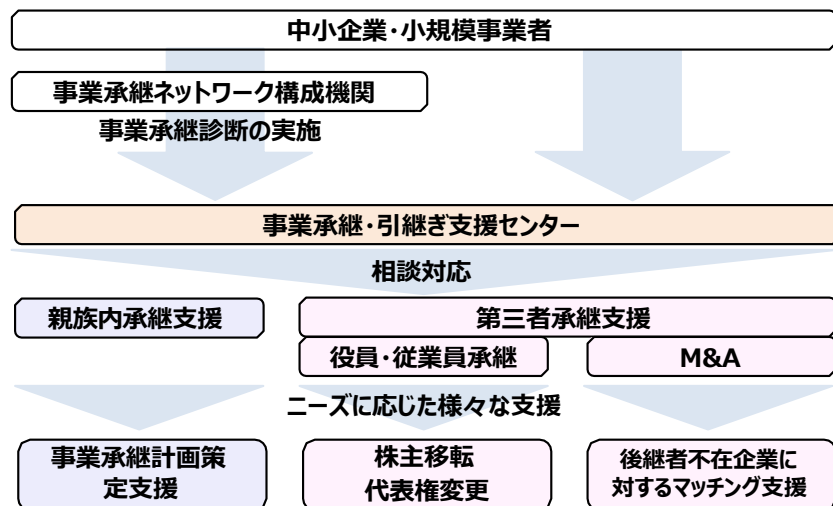 中小企業･小規模事業者
事業承継ネットワーク構成機関
事業承継診断の実施
事業承継･引継ぎ支援センター
相談対応
親族内承継支援
第三者承継支援
役員･従業員承継
M&A
ニーズに応じた様々な支援
事業承継計画策
定支援
株主移転
代表権変更
後継者不在企業に
対するマッチング支援